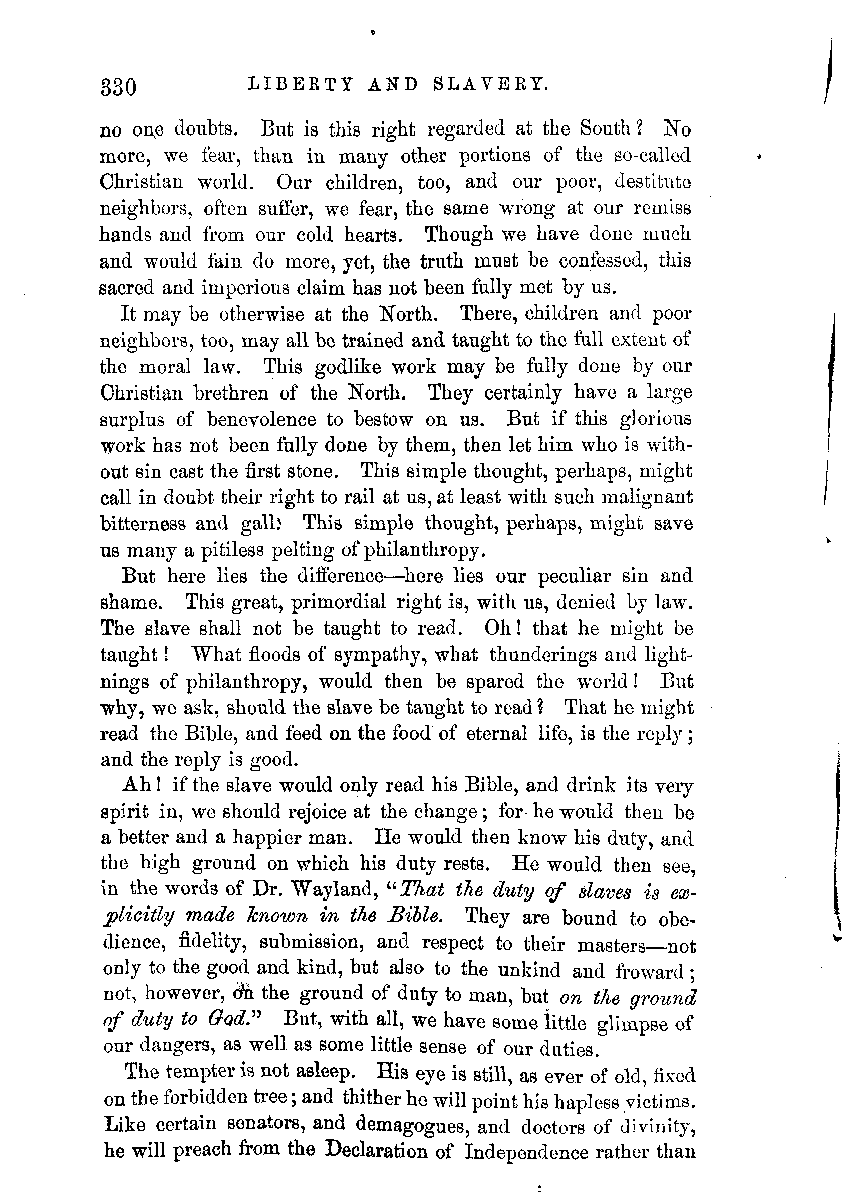 330 LIBERTY AND SLAVERY.
no one doubts. But is this right regarded at the South? No
more, we fear, than in many other portions of the so-called
Christian world. Our children, too, and our poor, destitute
neighbors, often suffer, we fear, the same wrong at our remiss
hands and from our cold hearts. Though we have done much
and would fain do more, yet, the truth must be confessed, this
sacred and imperious claim has not been fully met by us.
It may be otherwise at the North. There, children and poor
neighbors, too, may all be trained and taught to the full extent of
the moral law. This godlike work may be fully done by our
Christian brethren of the North. They certainly have a large
surplus of benevolence to bestow on us. But if this glorious
work has not been fully done by them, then let him who is with-
out sin cast the first stone. This simple thought, perhaps, might
call in doubt their right to rail at us, at least with such malignant
bitterness and gall. This simple thought, perhaps, might save
us many a pitiless pelting of philanthropy.
But here lies the difference—here lies our peculiar sin and
shame. This great, primordial right is, with us, denied by law.
The slave shall not be taught to read. Oh! that he might be
taught! What floods of sympathy, what thunderings and light-
nings of philanthropy, would then be spared the world! But
why, we ask, should the slave be taught to read? That he might
read the Bible, and feed on the food of eternal life, is the reply;
and the reply is good.
Ah! if the slave would only read his Bible, and drink its very
spirit in, we should rejoice at the change; for he would then be
a better and a happier man. He would then know his duty, and
the high ground on which his duty rests. He would then see,
in the words of Dr. Wayland, "That the duty of slaves is ex-
plicitly made known in the Bible. They are bound to obe-
dience, fidelity, submission, and respect to their masters—not
only to the good and kind, but also to the unkind and froward;
not, however, on the ground of duty to man, but on the ground
of duty to God." But, with all, we have some little glimpse of
our dangers, as well as some little sense of our duties.
The tempter is not asleep. His eye is still, as ever of old, fixed
on the forbidden tree; and thither he will point his hapless victims.
Like certain senators, and demagogues, and doctors of divinity,
he will preach from the Declaration of Independence rather than